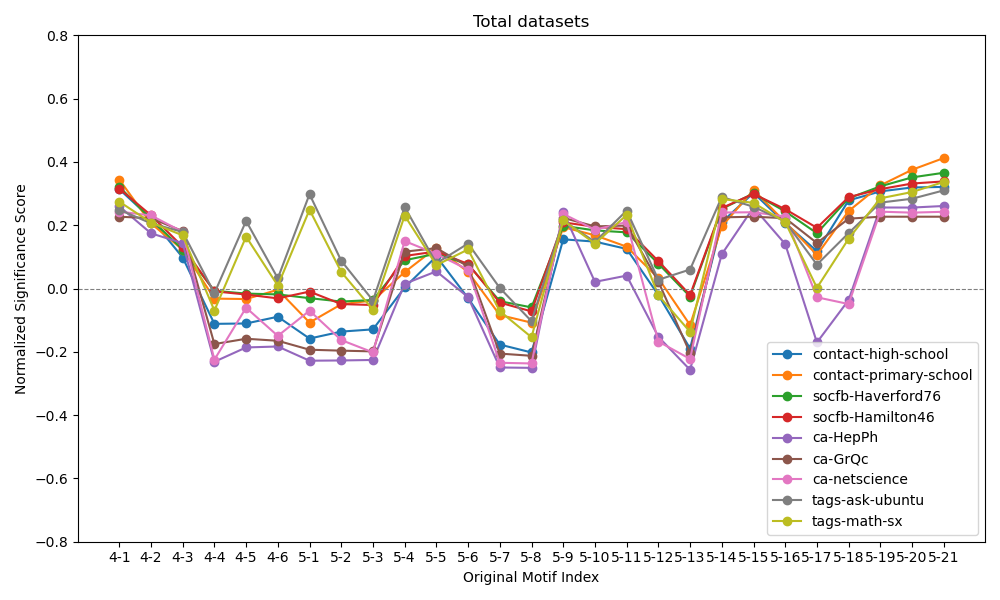 Total datasets
Normalized Significance Score
0.8
0.6
0.4
0.2
0.0
−0.2
−0.4
−0.6
−0.8
contact-high-school
contact-primary-school
socfb-Haverford76
socfb-Hamilton46
ca-HepPh
ca-GrQc
ca-netscience
tags-ask-ubuntu
tags-math-sx
4-1 4-2 4-3 4-4 4-5 4-6 5-1 5-2 5-3 5-4 5-5 5-6 5-7 5-8 5-9 5-10 5-11 5-12 5-13 5-14 5-15 5-16 5-17 5-18 5-19 5-20 5-21
Original Motif Index